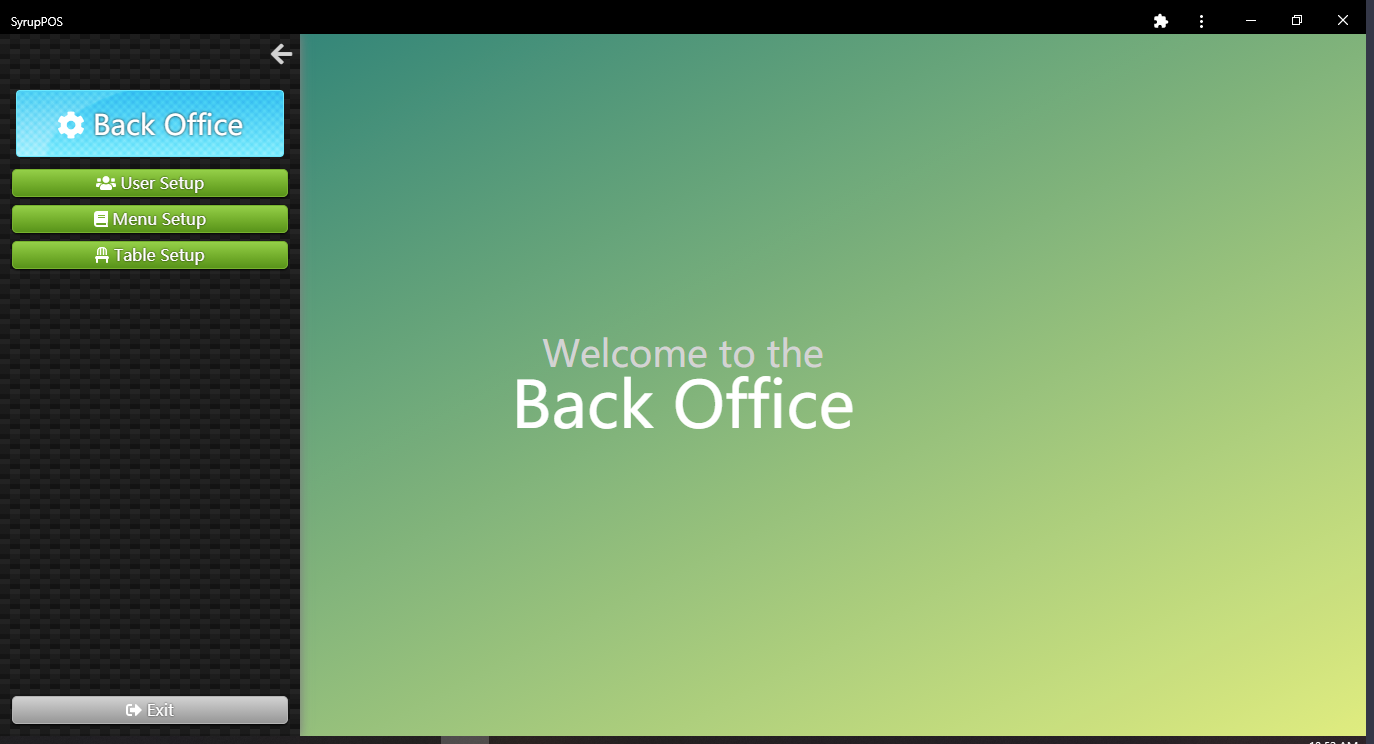 SyrupPOS
Back Office
User Setup
Menu Setup
Table Setup
Exit
Welcome to the
Back Office